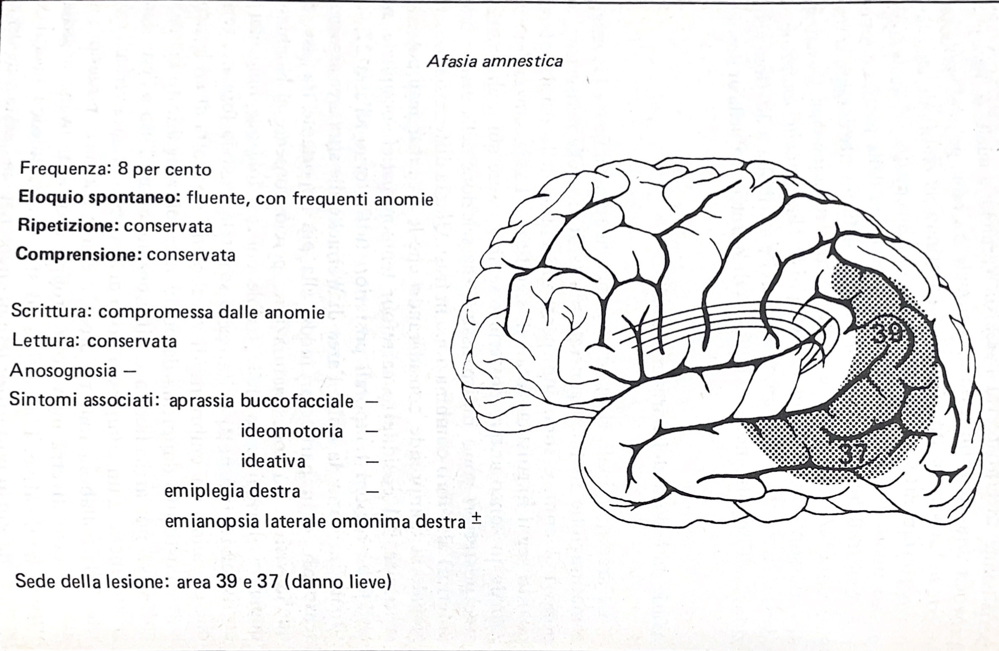 Afasia amnestica
Frequenza: 8 per cento
Eloquio spontaneo: fluente, con frequenti anomie
Ripetizione: conservata
Comprensione: conservata
Scrittura: compromessa dalle anomie
Lettura: conservata
Anosognosia —
Sintomi associati: aprassia buccofacciale —
ideomotoria —
ideativa —
emiplegia destra —
emianopsia laterale omonima destra ±
Sede della lesione: area 39 e 37 (danno lieve)
39
37